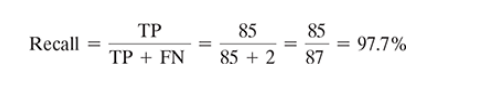 Recall = TP / (TP + FN) = 85 / (85 + 2) = 85 / 87 = 97.7%